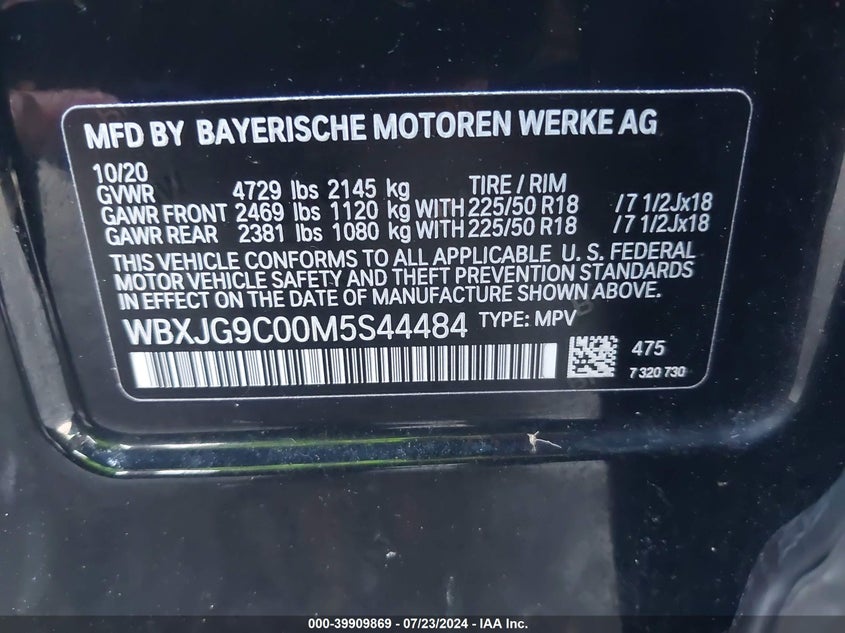 MFD BY BAYERISCHE MOTOREN WERKE AG
10/20
GVWR 4729 lbs 2145 kg TIRE / RIM
GAWR FRONT 2469 lbs 1120 kg WITH 225/50 R18 /7 1/2Jx18
GAWR REAR 2381 lbs 1080 kg WITH 225/50 R18 /7 1/2Jx18
THIS VEHICLE CONFORMS TO ALL APPLICABLE U. S. FEDERAL
MOTOR VEHICLE SAFETY AND THEFT PREVENTION STANDARDS
IN EFFECT ON THE DATE OF MANUFACTURE SHOWN ABOVE.
WBXJG9C00M5S44484 TYPE: MPV
475
7 320 730
000-39909869 / 07/23/2024 - IAA Inc.